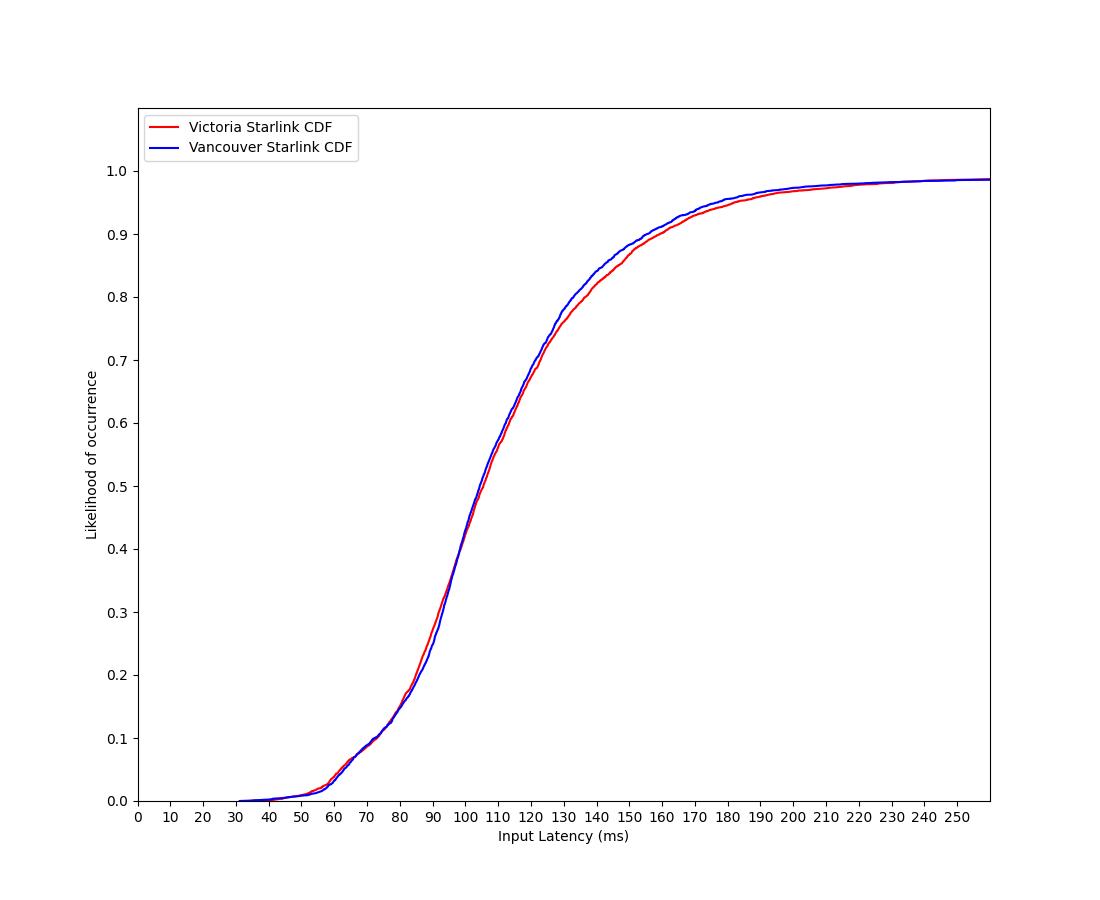 Victoria Starlink CDF
Vancouver Starlink CDF
1.0
0.9
0.8
0.7
0.6
0.5
0.4
0.3
0.2
0.1
0.0
Likelihood of occurrence
0 10 20 30 40 50 60 70 80 90 100 110 120 130 140 150 160 170 180 190 200 210 220 230 240 250
Input Latency (ms)